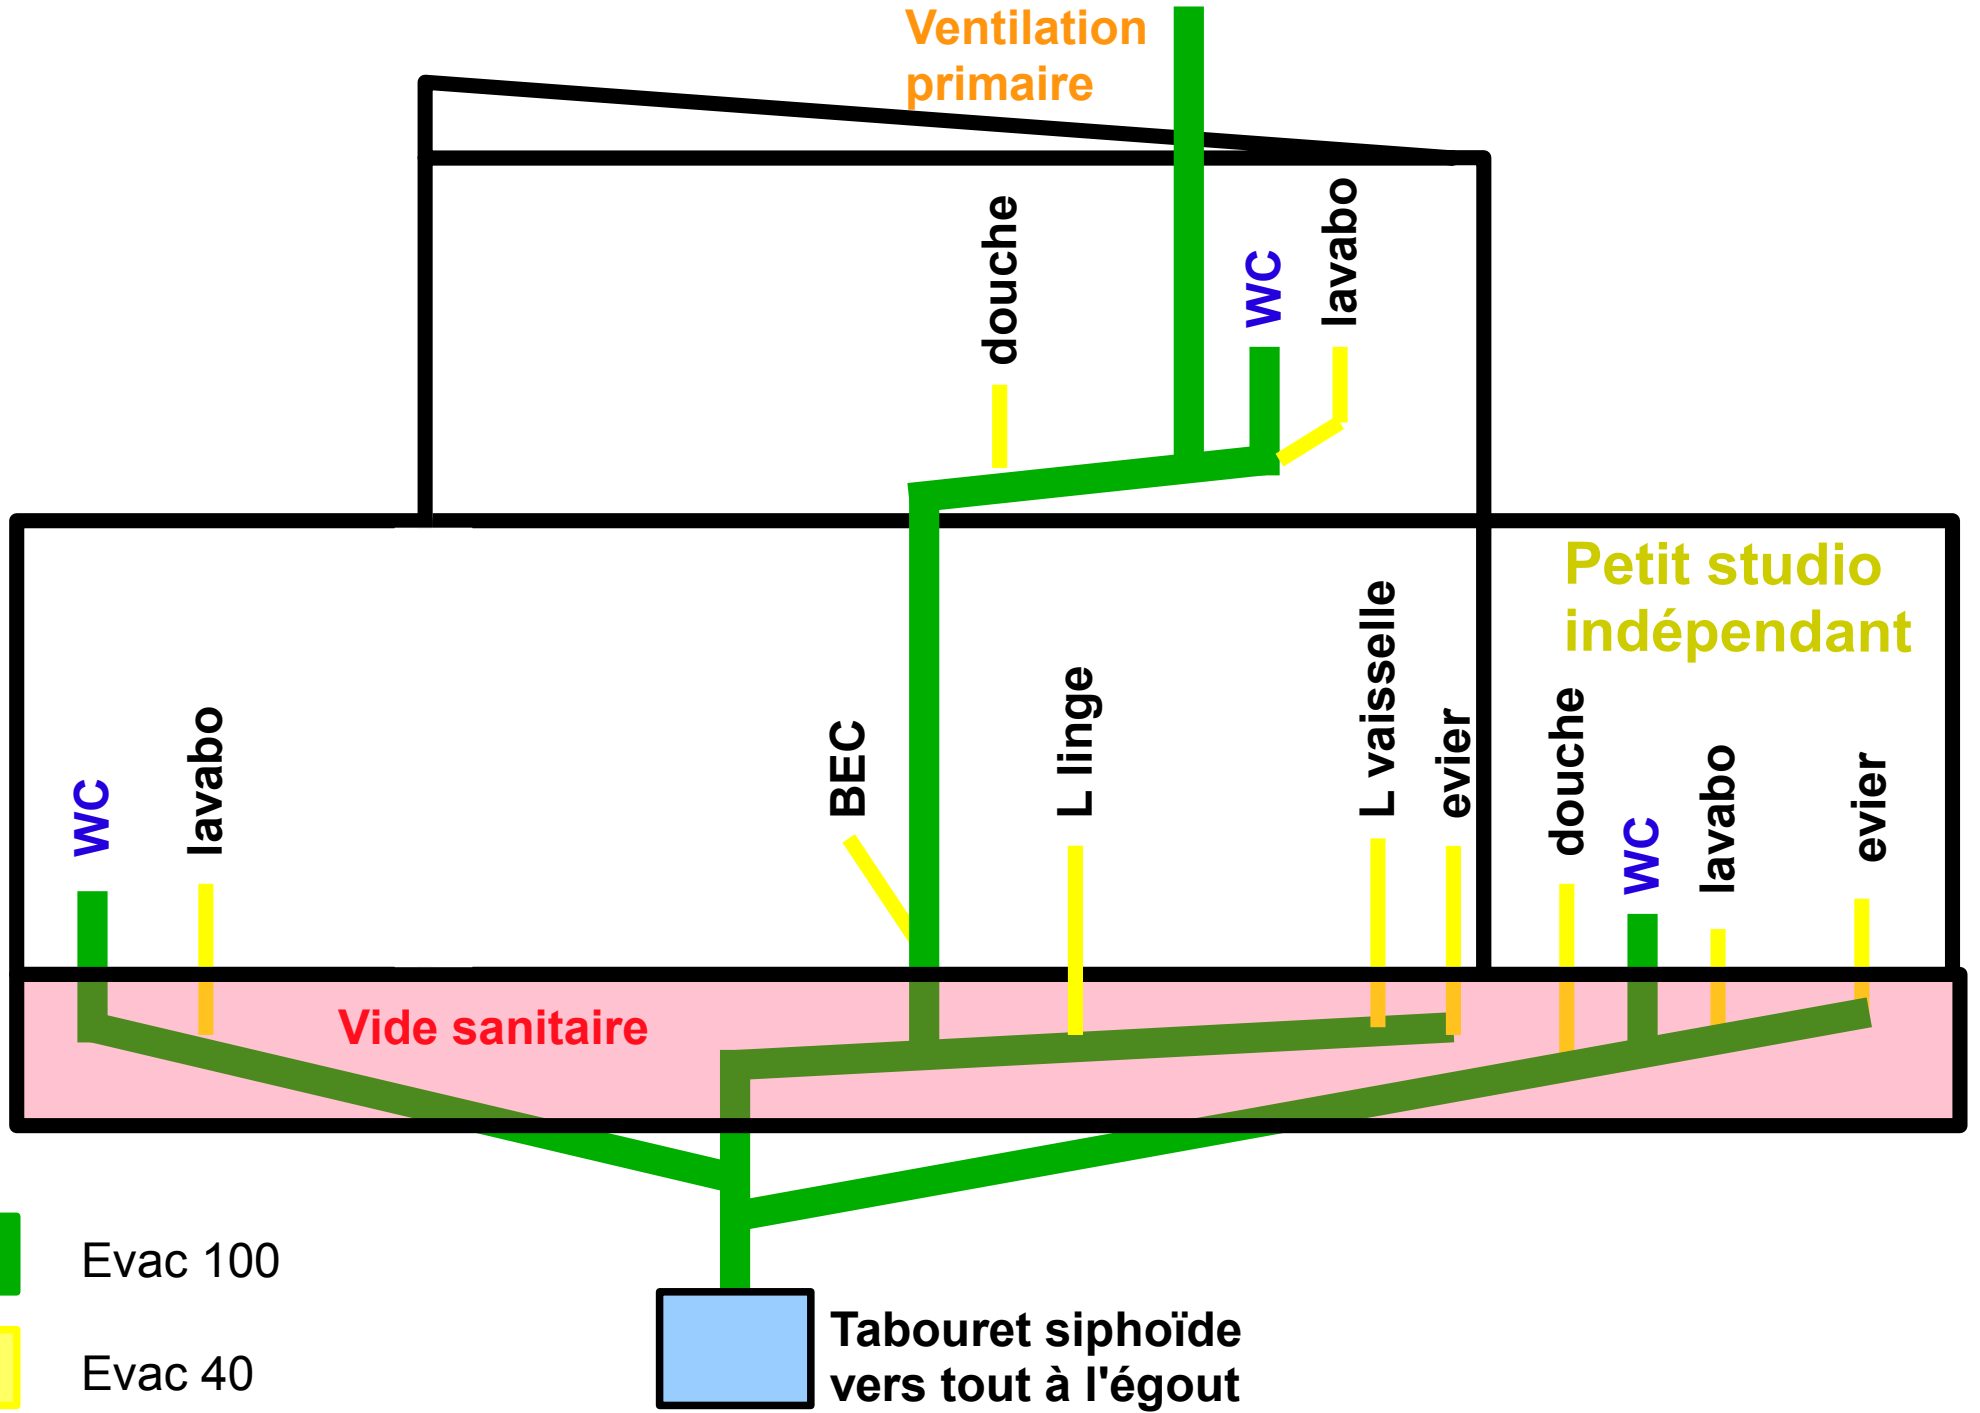 Ventilation
primaire
douche
WC
lavabo
Petit studio
indépendant
WC
lavabo
BEC
L linge
L vaisselle
evier
douche
WC
lavabo
evier
Vide sanitaire
Evac 100
Evac 40
Tabouret siphoïde
vers tout à l'égout